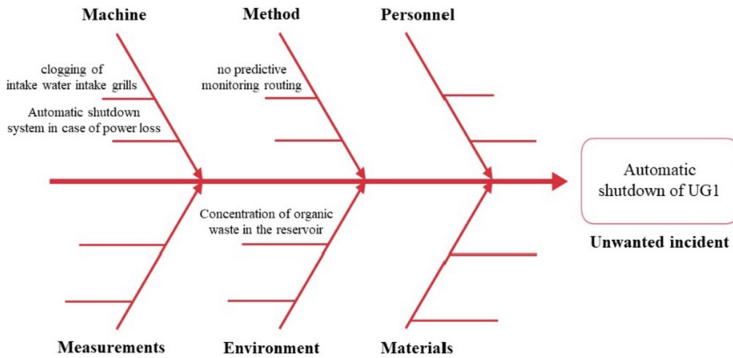 Machine
Method
Personnel
clogging of
intake water intake grills
no predictive
monitoring routing
Automatic shutdown
system in case of power loss
Automatic
shutdown of UG1
Concentration of organic
waste in the reservoir
Unwanted incident
Measurements
Environment
Materials